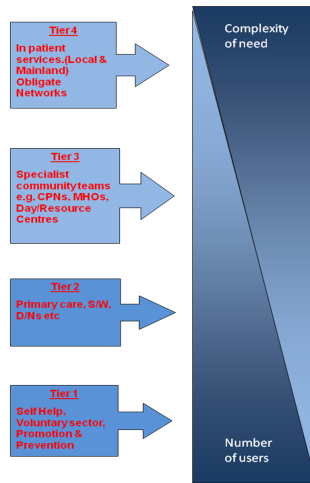 Tier 4
In patient
services.(Local &
Mainland)
Obligate
Networks
Complexity
of need
Tier 3
Specialist
community teams
e.g. CPNs, MHOs,
Day/Resource
Centres
Tier 2
Primary care, S/W,
D/Ns etc
Tier 1
Self Help,
Voluntary sector,
Promotion &
Prevention
Number
of users